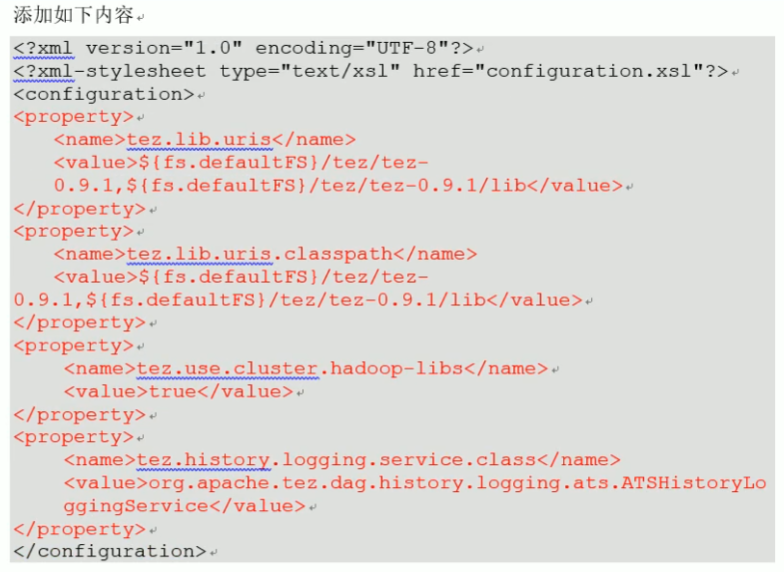 添加如下内容
<?xml version="1.0" encoding="UTF-8"?>
<?xml-stylesheet type="text/xsl" href="configuration.xsl"?>
<configuration>
<property>
<name>tez.lib.uris</name>
<value>${fs.defaultFS}/tez/tez-
0.9.1,${fs.defaultFS}/tez/tez-0.9.1/lib</value>
</property>
<property>
<name>tez.lib.uris.classpath</name>
<value>${fs.defaultFS}/tez/tez-
0.9.1,${fs.defaultFS}/tez/tez-0.9.1/lib</value>
</property>
<property>
<name>tez.use.cluster.hadoop-libs</name>
<value>true</value>
</property>
<property>
<name>tez.history.logging.service.class</name>
<value>org.apache.tez.dag.history.logging.ats.ATSHistoryLo
ggingService</value>
</property>
</configuration>